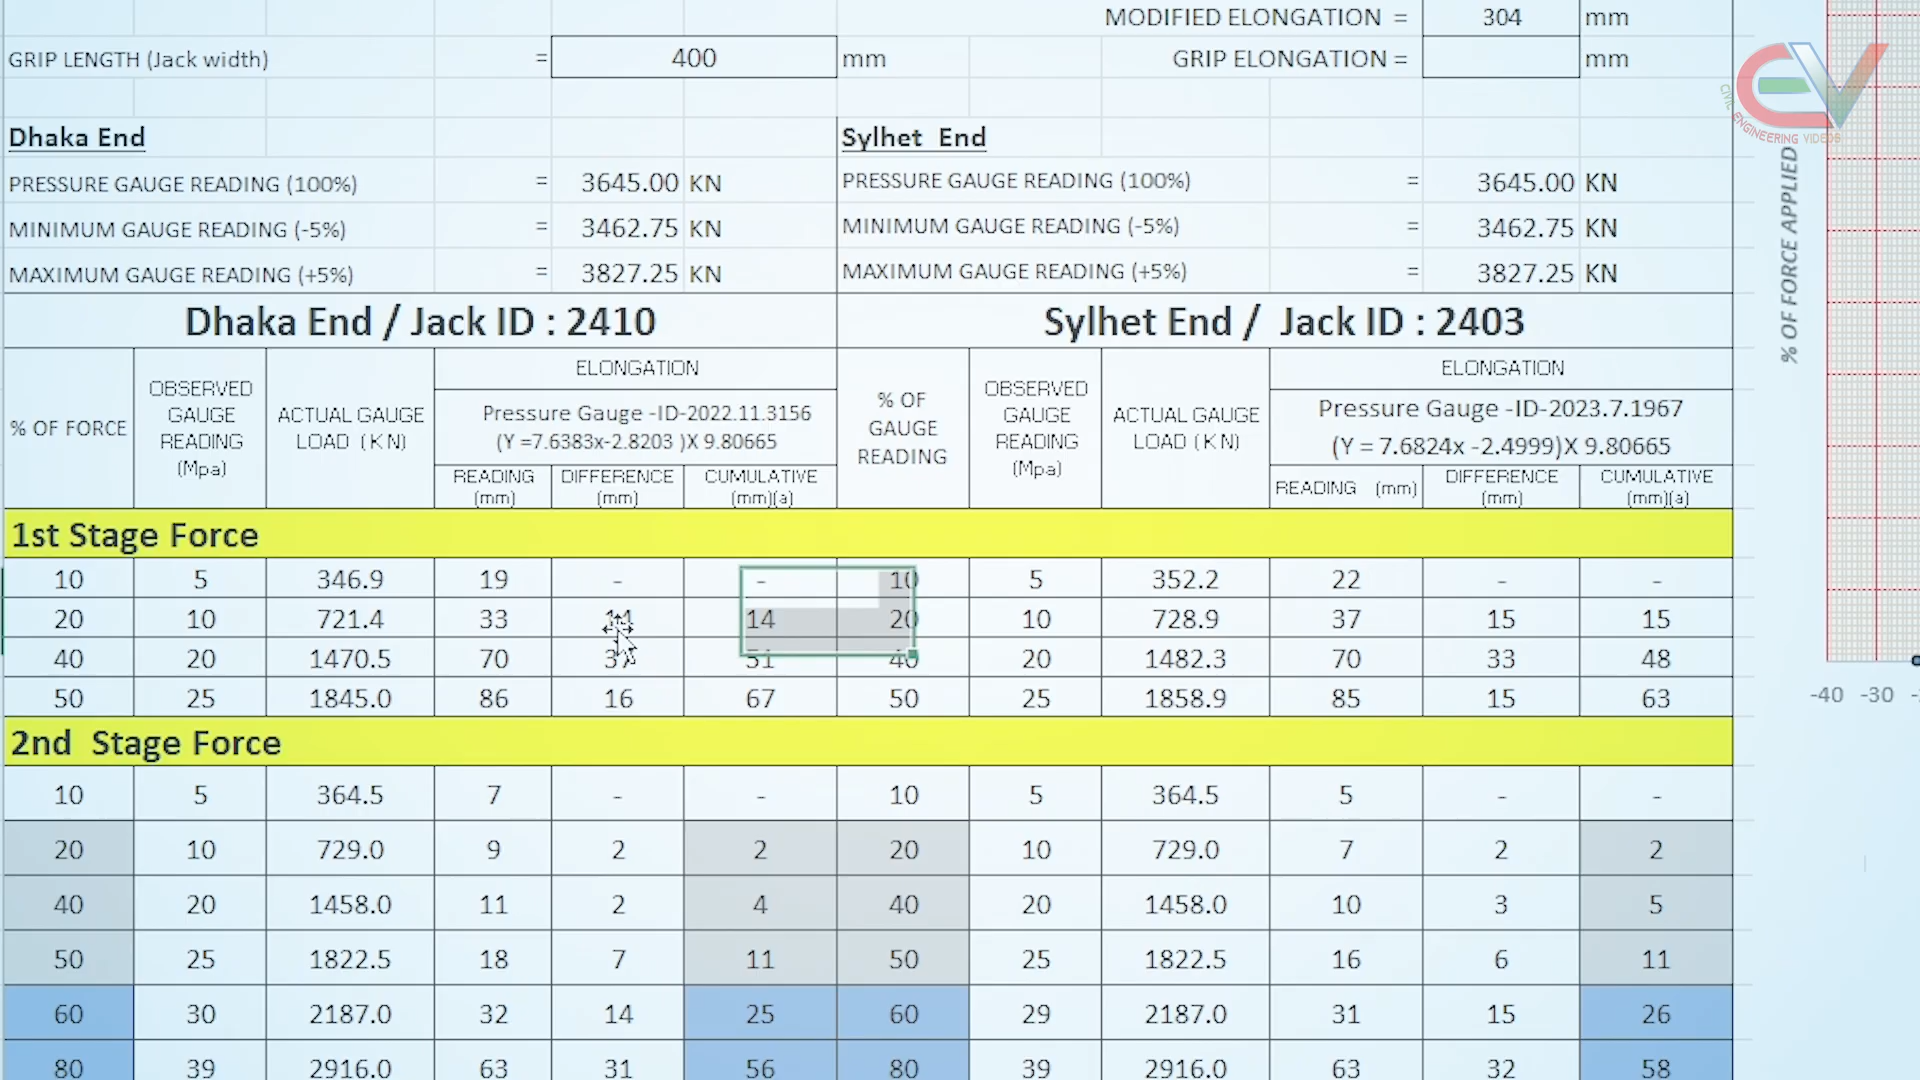 MODIFIED ELONGATION = 304 mm
GRIP LENGTH (Jack width) = 400 mm GRIP ELONGATION = mm
Dhaka End Sylhet End
PRESSURE GAUGE READING (100%) = 3645.00 KN PRESSURE GAUGE READING (100%) = 3645.00 KN
MINIMUM GAUGE READING (-5%) = 3462.75 KN MINIMUM GAUGE READING (-5%) = 3462.75 KN
MAXIMUM GAUGE READING (+5%) = 3827.25 KN MAXIMUM GAUGE READING (+5%) = 3827.25 KN
Dhaka End / Jack ID : 2410 Sylhet End / Jack ID : 2403
% OF FORCE
OBSERVED
GAUGE
READING
(Mpa)
ACTUAL GAUGE
LOAD (KN)
ELONGATION
Pressure Gauge -ID-2022.11.3156
(Y =7.6383x-2.8203 )X 9.80665
READING
(mm)
DIFFERENCE
(mm)
CUMULATIVE
(mm)(a)
% OF
GAUGE
READING
OBSERVED
GAUGE
READING
(Mpa)
ACTUAL GAUGE
LOAD (KN)
ELONGATION
Pressure Gauge -ID-2023.7.1967
(Y = 7.6824x -2.4999)X 9.80665
READING (mm)
DIFFERENCE
(mm)
CUMULATIVE
(mm)(a)
1st Stage Force
10 5 346.9 19 - - 10 5 352.2 22 - -
20 10 721.4 33 14 14 20 10 728.9 37 15 15
40 20 1470.5 70 37 51 40 20 1482.3 70 33 48
50 25 1845.0 86 16 67 50 25 1858.9 85 15 63
2nd Stage Force
10 5 364.5 7 - - 10 5 364.5 5 - -
20 10 729.0 9 2 2 20 10 729.0 7 2 2
40 20 1458.0 11 2 4 40 20 1458.0 10 3 5
50 25 1822.5 18 7 11 50 25 1822.5 16 6 11
60 30 2187.0 32 14 25 60 29 2187.0 31 15 26
80 39 2916.0 63 31 56 80 39 2916.0 63 32 58
% OF FORCE APPLIED
-40 -30
CEV
CIVIL ENGINEERING VIDEOS